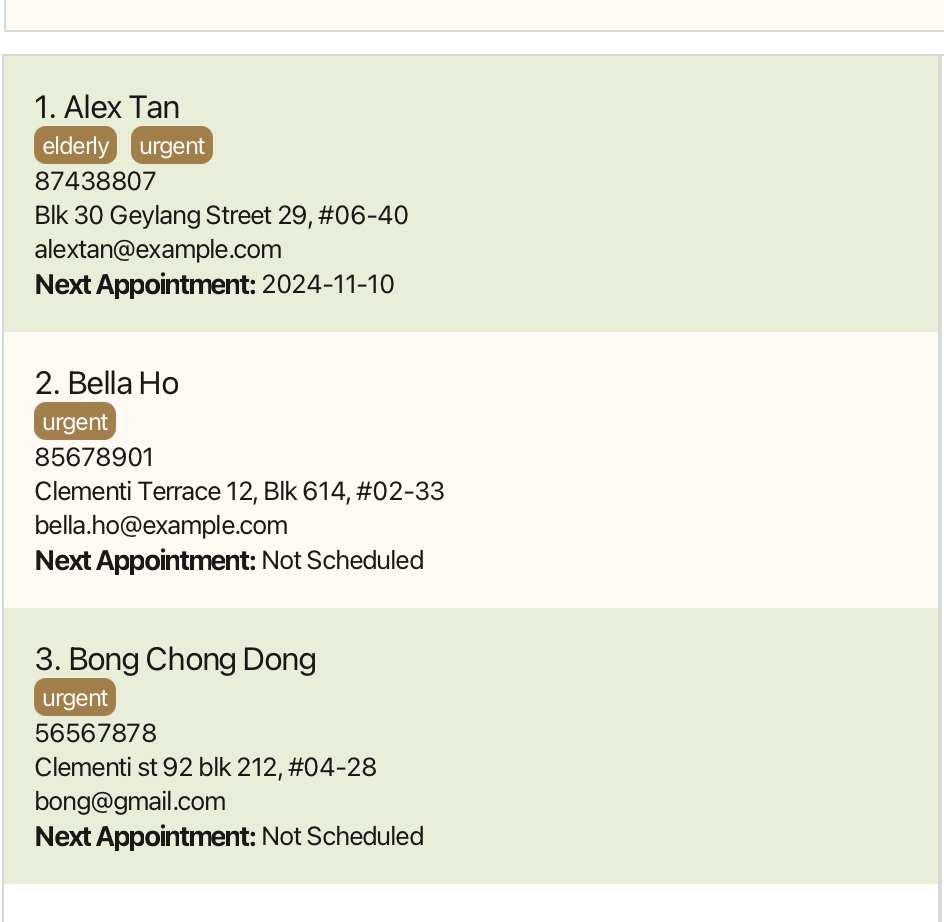 1. Alex Tan
elderly urgent
87438807
Blk 30 Geylang Street 29, #06-40
alextan@example.com
Next Appointment: 2024-11-10
2. Bella Ho
urgent
85678901
Clementi Terrace 12, Blk 614, #02-33
bella.ho@example.com
Next Appointment: Not Scheduled
3. Bong Chong Dong
urgent
56567878
Clementi st 92 blk 212, #04-28
bong@gmail.com
Next Appointment: Not Scheduled